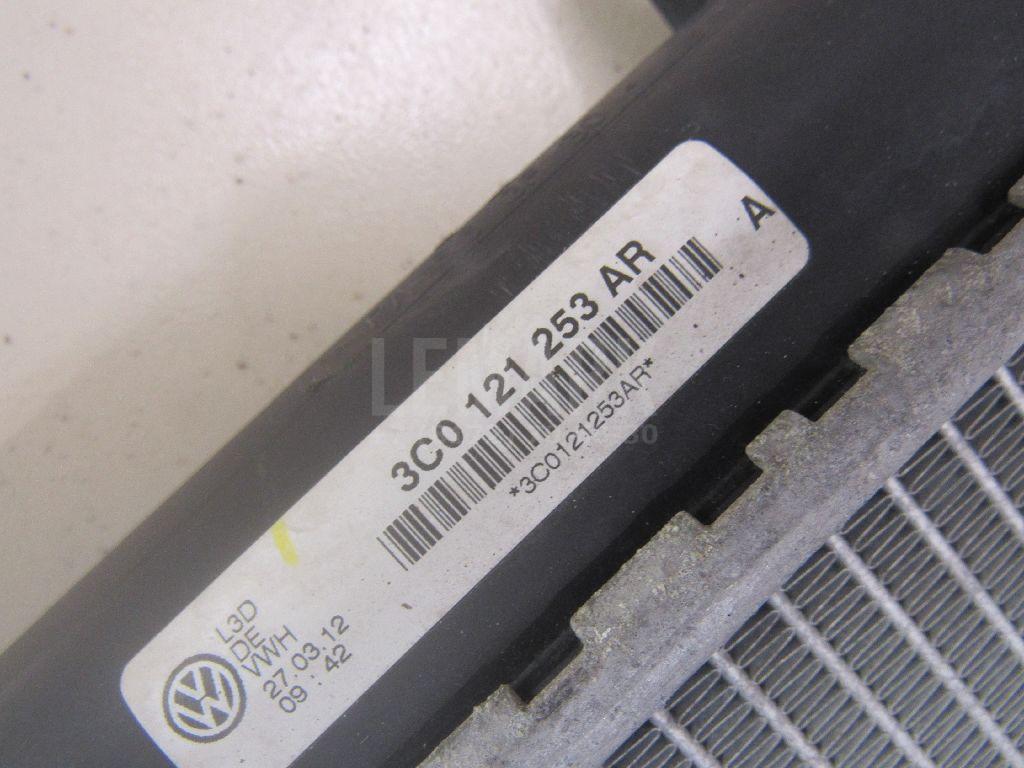 3C0 121 253 AR
A
*3C0121253AR*
L3D
DE
VWH
27.03.12
09 : 42